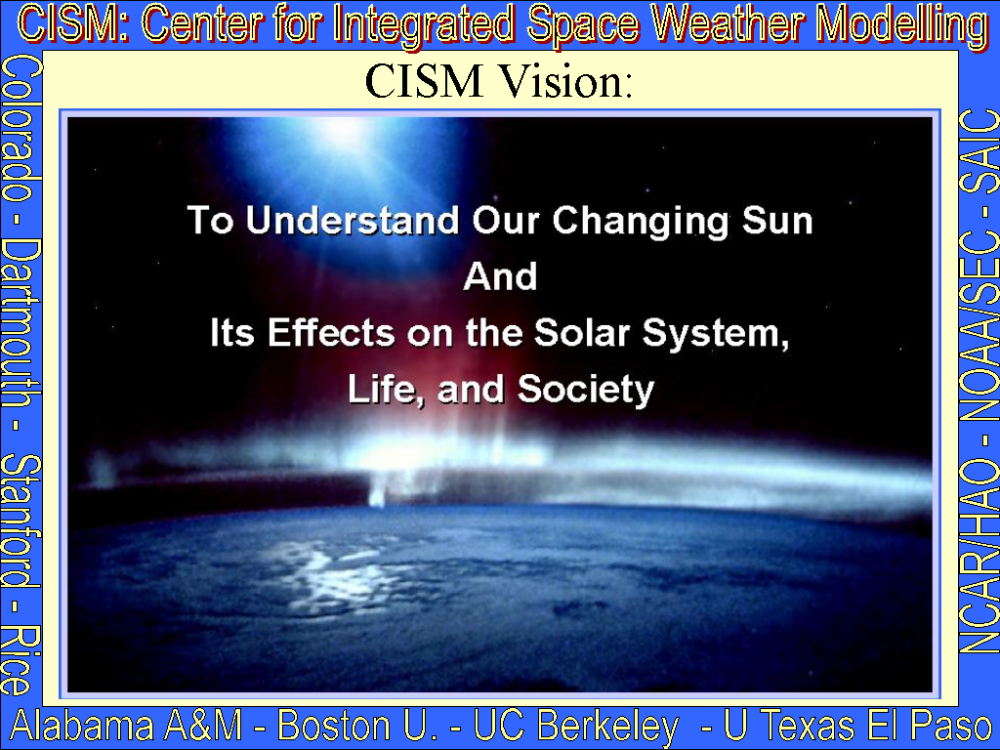 CISM: Center for Integrated Space Weather Modelling
CISM Vision:
To Understand Our Changing Sun
And
Its Effects on the Solar System,
Life, and Society
Colorado - Dartmouth - Stanford - Rice
NCAR/HAO - NOAA/SEC - SAIC
Alabama A&M - Boston U. - UC Berkeley - U Texas El Paso